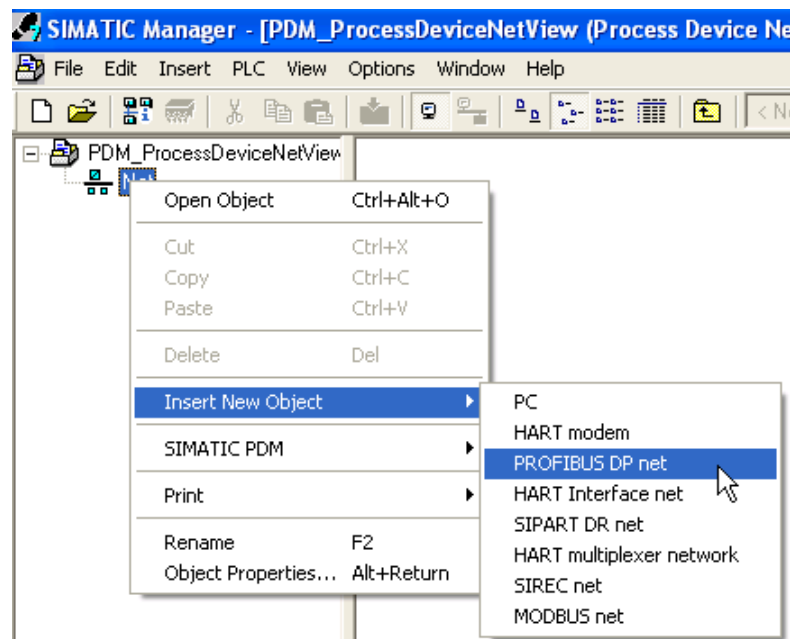 SIMATIC Manager - [PDM_ProcessDeviceNetView (Process Device Ne
File Edit Insert PLC View Options Window Help
PDM_ProcessDeviceNetView
Net
Open Object Ctrl+Alt+O
Cut Ctrl+X
Copy Ctrl+C
Paste Ctrl+V
Delete Del
Insert New Object
SIMATIC PDM
Print
Rename F2
Object Properties... Alt+Return
PC
HART modem
PROFIBUS DP net
HART Interface net
SIPART DR net
HART multiplexer network
SIREC net
MODBUS net